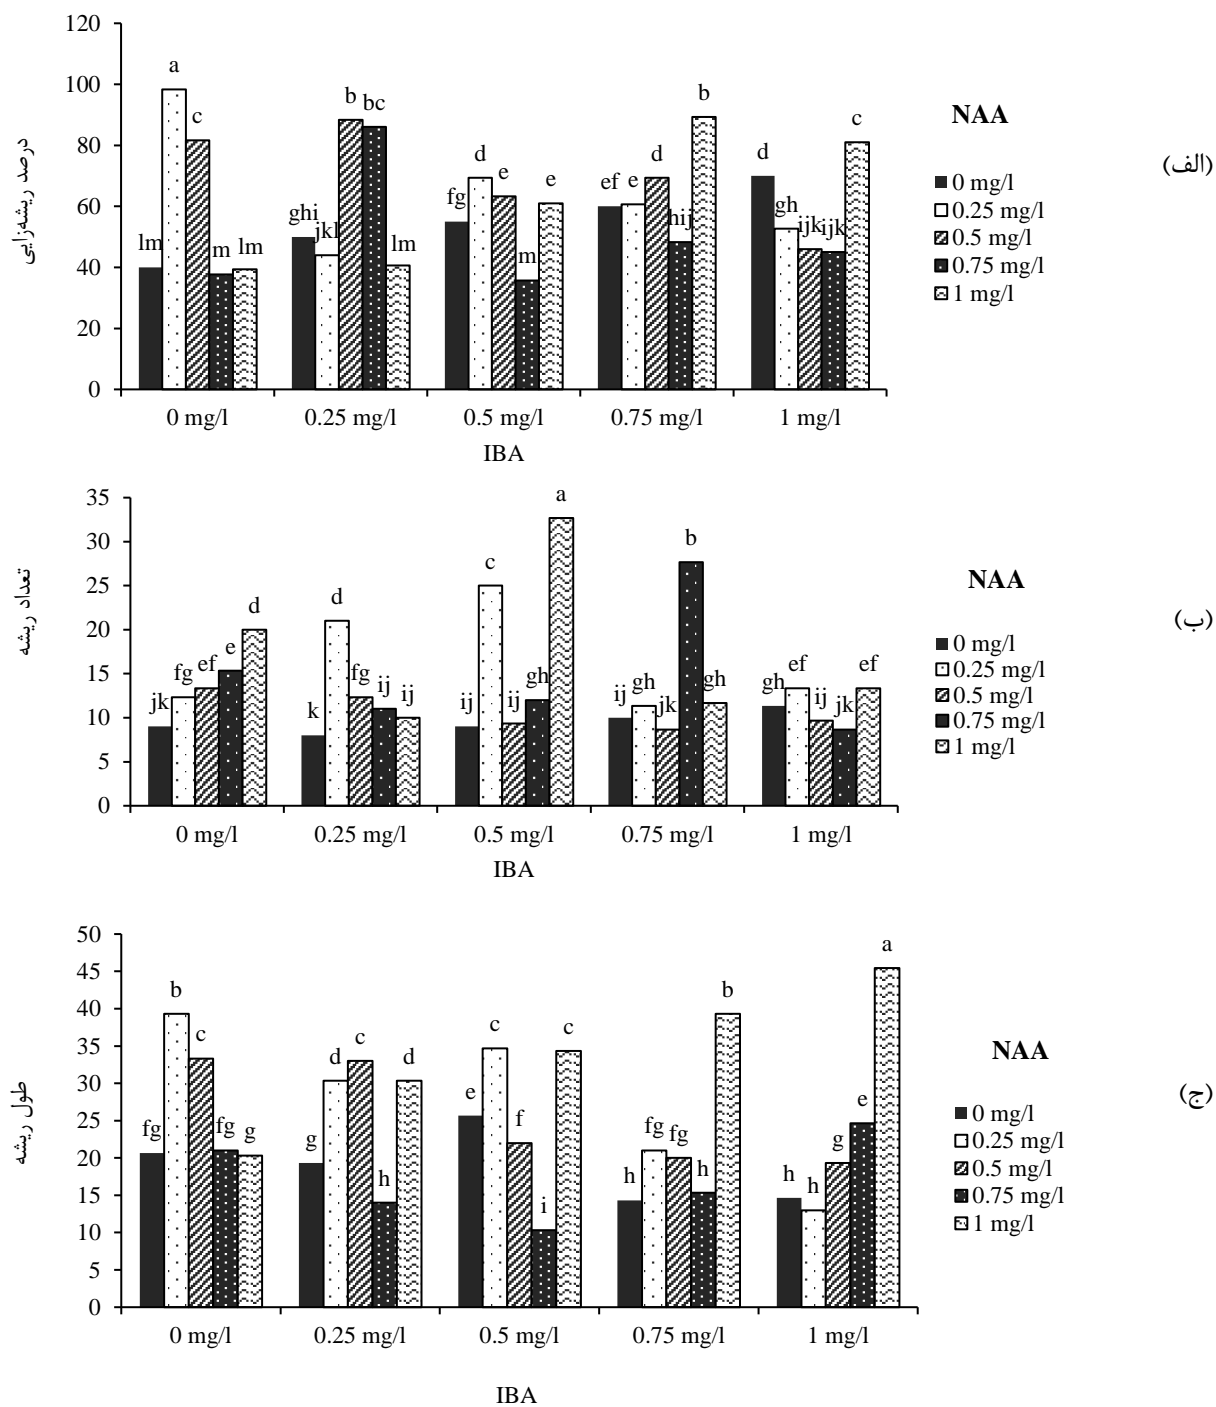 120
100
80
60
40
20
0
درصد ریشه‌زایی
lm a c m lm
ghi jkl b bc lm
fg d e m e
ef e d hij b
d gh ijk ijk c
0 mg/l 0.25 mg/l 0.5 mg/l 0.75 mg/l 1 mg/l
IBA
NAA
0 mg/l
0.25 mg/l
0.5 mg/l
0.75 mg/l
1 mg/l
(الف)
35
30
25
20
15
10
5
0
تعداد ریشه
jk fg ef e d
k d fg ij ij
ij c ij gh a
ij gh jk b gh
gh ef ij jk ef
0 mg/l 0.25 mg/l 0.5 mg/l 0.75 mg/l 1 mg/l
IBA
NAA
0 mg/l
0.25 mg/l
0.5 mg/l
0.75 mg/l
1 mg/l
(ب)
50
45
40
35
30
25
20
15
10
5
0
طول ریشه
fg b c fg g
g d c h d
e c f i c
h fg fg h b
h h g e a
0 mg/l 0.25 mg/l 0.5 mg/l 0.75 mg/l 1 mg/l
IBA
NAA
0 mg/l
0.25 mg/l
0.5 mg/l
0.75 mg/l
1 mg/l
(ج)